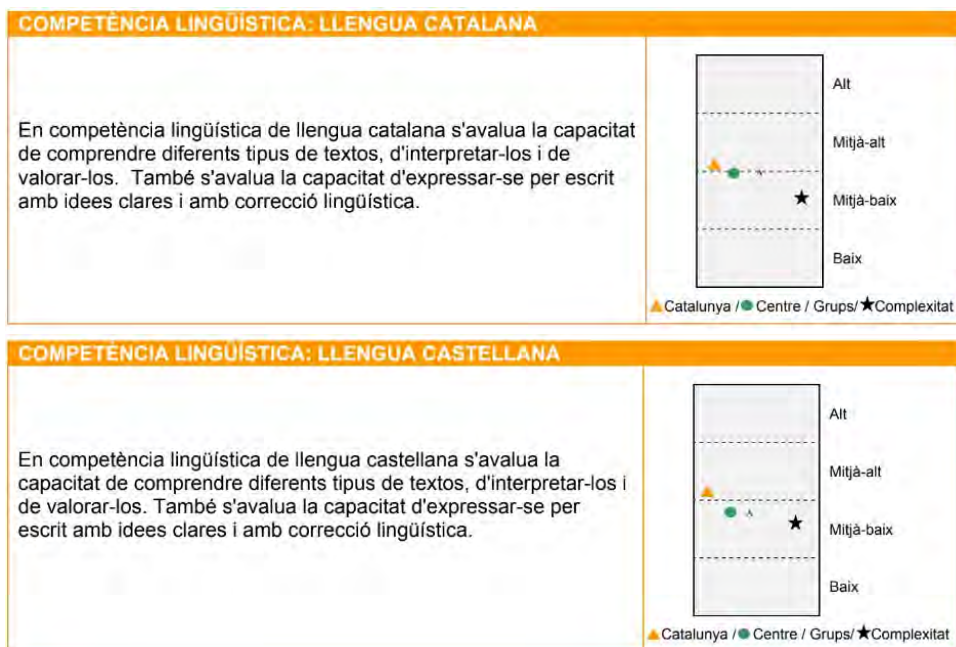 COMPETÈNCIA LINGÜÍSTICA: LLENGUA CATALANA
En competència lingüística de llengua catalana s'avalua la capacitat
de comprendre diferents tipus de textos, d'interpretar-los i de
valorar-los. També s'avalua la capacitat d'expressar-se per escrit
amb idees clares i amb correcció lingüística.
Alt
Mitjà-alt
Mitjà-baix
Baix
Catalunya / Centre / Grups/ Complexitat
COMPETÈNCIA LINGÜÍSTICA: LLENGUA CASTELLANA
En competència lingüística de llengua castellana s'avalua la
capacitat de comprendre diferents tipus de textos, d'interpretar-los i
de valorar-los. També s'avalua la capacitat d'expressar-se per
escrit amb idees clares i amb correcció lingüística.
Alt
Mitjà-alt
Mitjà-baix
Baix
Catalunya / Centre / Grups/ Complexitat